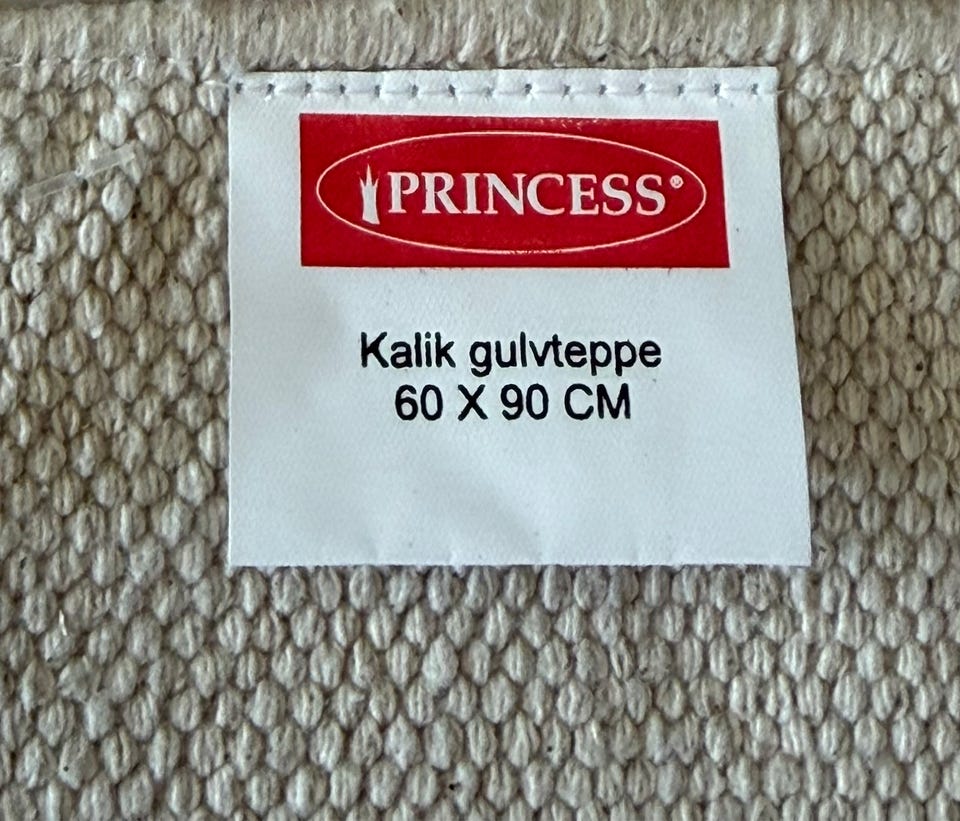 PRINCESS®
Kalik gulvteppe
60 X 90 CM